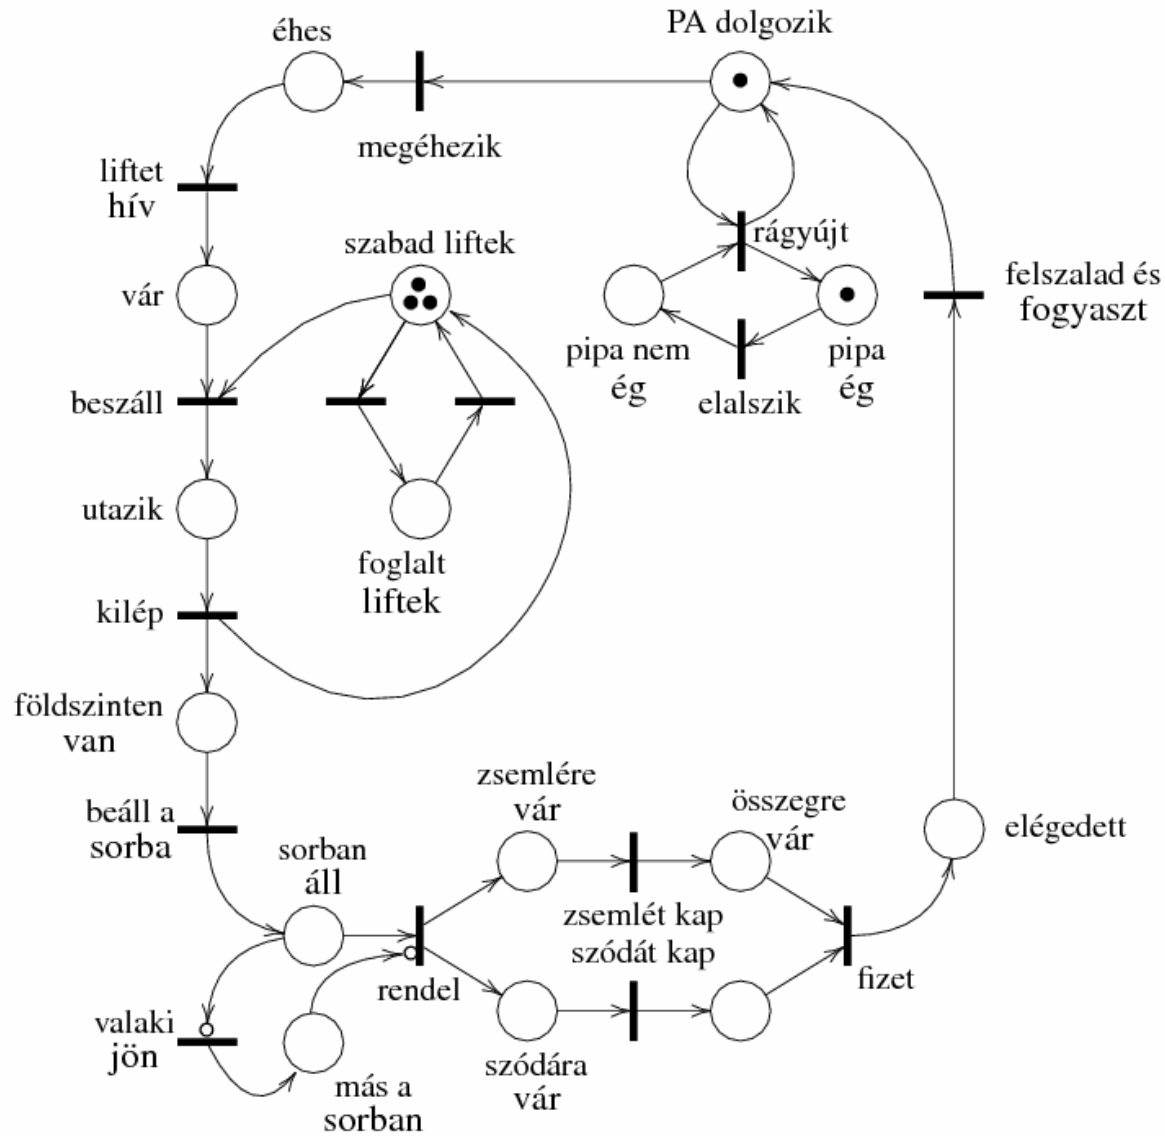 éhes
PA dolgozik
megéhezik
liftet
hív
szabad liftek
rágyújt
vár
felszalad és
fogyaszt
pipa nem
ég
pipa
ég
beszáll
elalszik
utazik
foglalt
liftek
kilép
földszinten
van
zsemlére
vár
összegre
vár
beáll a
sorba
elégedett
sorban
áll
zsemlét kap
szódát kap
rendel
fizet
valaki
jön
szódára
vár
más a
sorban